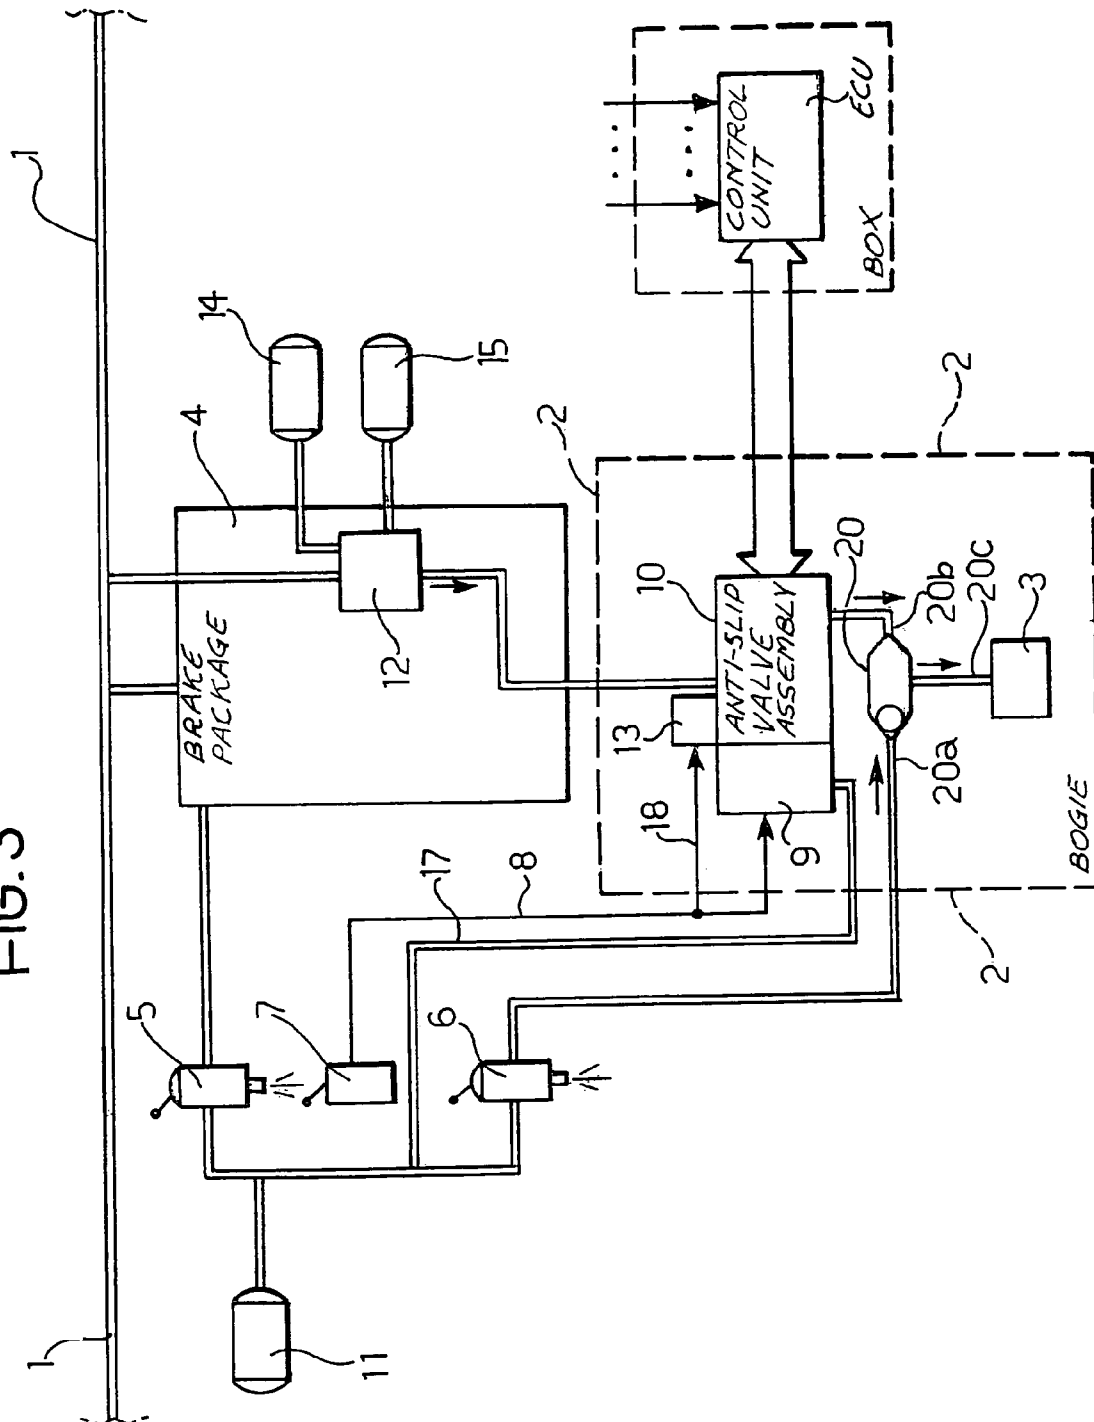 FIG.3
1
1
BRAKE
PACKAGE
4
12
14
15
5
7
6
11
17
8
18
2
2
2
13
10
ANTI-SLIP
VALVE
ASSEMBLY
9
20
20a
20b
20c
3
BOGIE
CONTROL
UNIT
ECU
BOX